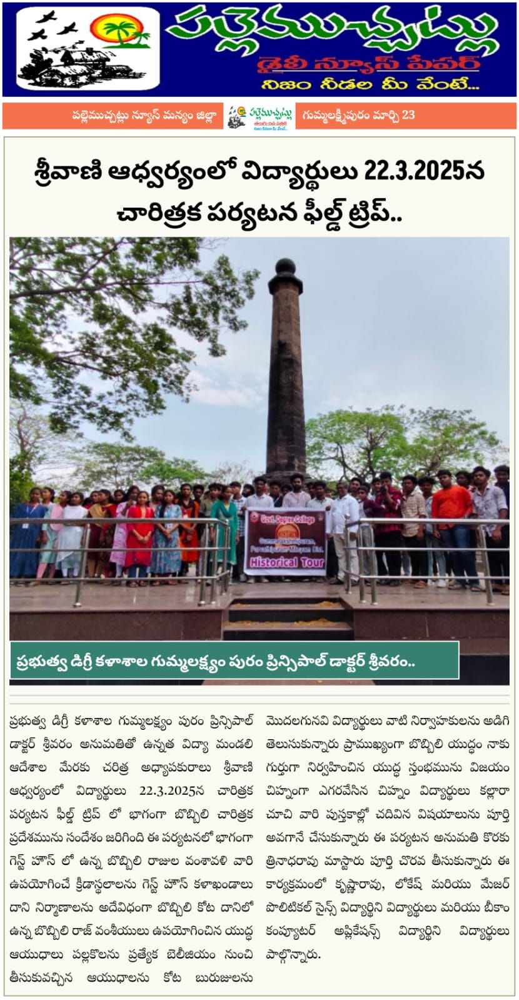 పల్లెముచ్చట్లు
డైలీ న్యూస్ పేపర్
నిజం నీడల మీ వెంటే...
పల్లెముచ్చట్లు న్యూస్ మన్యం జిల్లా
పల్లెముచ్చట్లు
తెలుగు దిన పత్రిక
నిజం నీడలా మీ వెంటే...
గుమ్మలక్ష్మీపురం మార్చి 23
శ్రీవాణి ఆధ్వర్యంలో విద్యార్థులు 22.3.2025న
చారిత్రక పర్యటన ఫీల్డ్ ట్రిప్..
Govt. Degree College
Gummalakshmipuram,
Parvathipuram Manyam Dist.
Historical Tour
ప్రభుత్వ డిగ్రీ కళాశాల గుమ్మలక్ష్యం పురం ప్రిన్సిపాల్ డాక్టర్ శ్రీవరం..
ప్రభుత్వ డిగ్రీ కళాశాల గుమ్మలక్ష్యం పురం ప్రిన్సిపాల్
డాక్టర్ శ్రీవరం అనుమతితో ఉన్నత విద్యా మండలి
ఆదేశాల మేరకు చరిత్ర అధ్యాపకురాలు శ్రీవాణి
ఆధ్వర్యంలో విద్యార్థులు 22.3.2025న చారిత్రక
పర్యటన ఫీల్డ్ ట్రిప్ లో భాగంగా బొబ్బిలి చారిత్రక
ప్రదేశమును సందేశం జరిగింది ఈ పర్యటనలో భాగంగా
గెస్ట్ హౌస్ లో ఉన్న బొబ్బిలి రాజుల వంశావళి వారి
ఉపయోగించే క్రీడాస్థలాలను గెస్ట్ హౌస్ కళాఖండాలు
దాని నిర్మాణాలను అదేవిధంగా బొబ్బిలి కోట దానిలో
ఉన్న బొబ్బిలి రాజ్ వంశీయులు ఉపయోగించిన యుద్ధ
ఆయుధాలు పల్లకొలను ప్రత్యేక బెలీజియం నుంచి
తీసుకువచ్చిన ఆయుధాలను కోట బురుజులను
మొదలగునవి విద్యార్థులు వాటి నిర్వాహకులను అడిగి
తెలుసుకున్నారు ప్రాముఖ్యంగా బొబ్బిలి యుద్ధం నాకు
గుర్తుగా నిర్వహించిన యుద్ధ స్తంభమును విజయం
చిహ్నంగా ఎగరవేసిన చిహ్నం విద్యార్థులు కల్లారా
చూచి వారి పుస్తకాల్లో చదివిన విషయాలును పూర్తి
అవగానే చేసుకున్నారు ఈ పర్యటన అనుమతి కొరకు
త్రినాధరావు మాస్టారు పూర్తి చొరవ తీసుకున్నారు ఈ
కార్యక్రమంలో కృష్ణారావు, లోకేష్ మరియు మేజర్
పొలిటికల్ సైన్స్ విద్యార్థిని విద్యార్థులు మరియు బీకాం
కంప్యూటర్ అప్లికేషన్స్ విద్యార్థిని విద్యార్థులు
పాల్గొన్నారు.